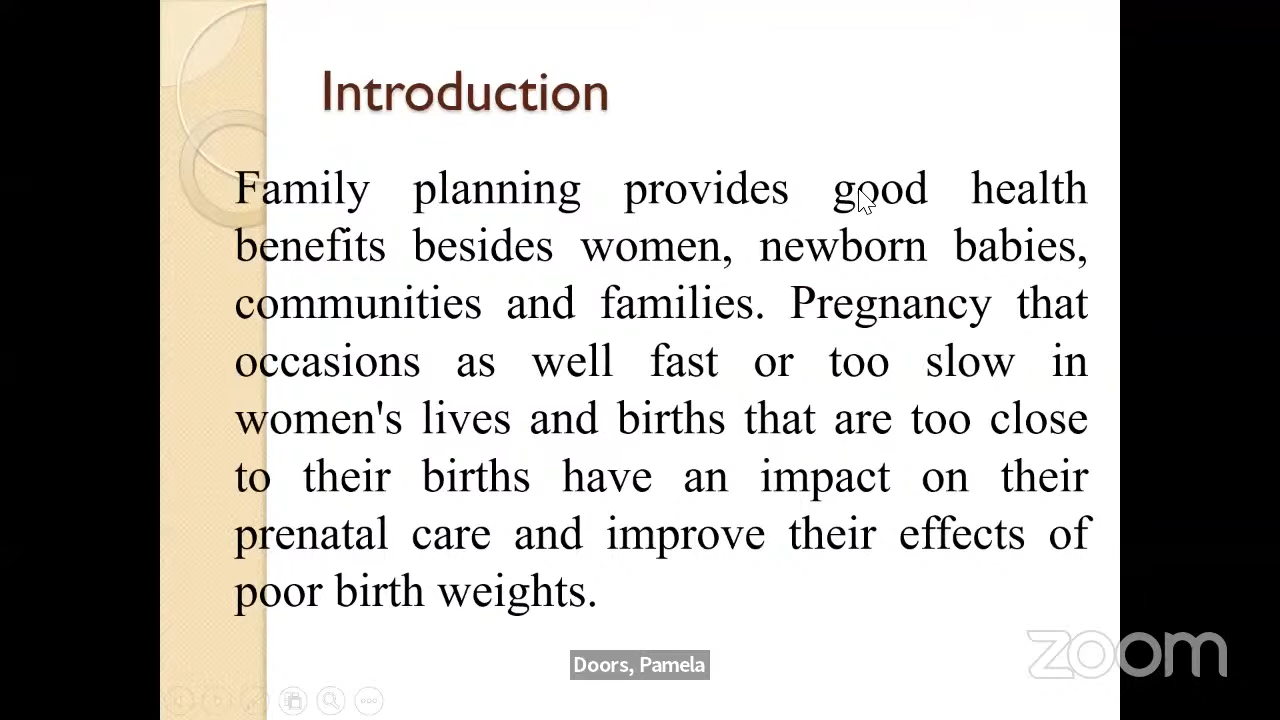 Introduction
Family planning provides good health
benefits besides women, newborn babies,
communities and families. Pregnancy that
occasions as well fast or too slow in
women's lives and births that are too close
to their births have an impact on their
prenatal care and improve their effects of
poor birth weights.
Doors, Pamela
zoom